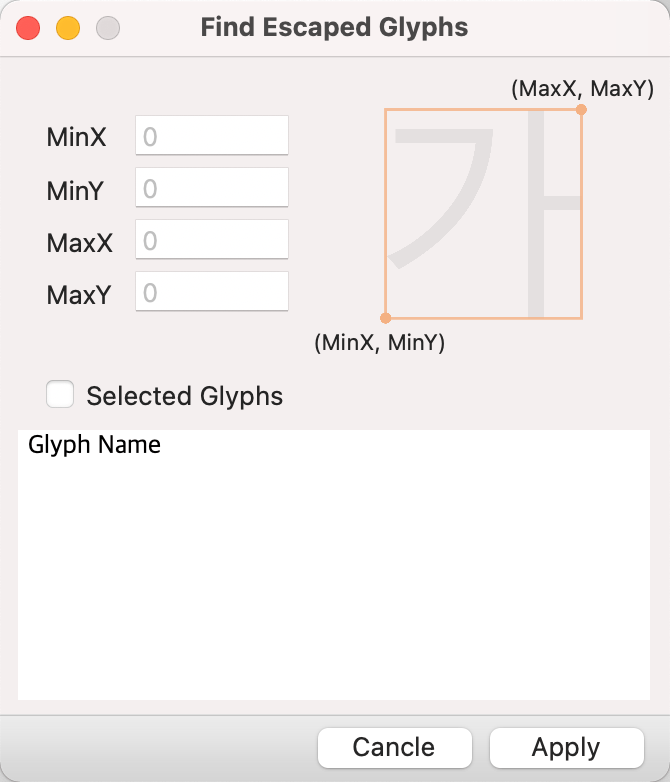 Find Escaped Glyphs
(MaxX, MaxY)
MinX 0
MinY 0
MaxX 0
MaxY 0
가
(MinX, MinY)
Selected Glyphs
Glyph Name
Cancle Apply